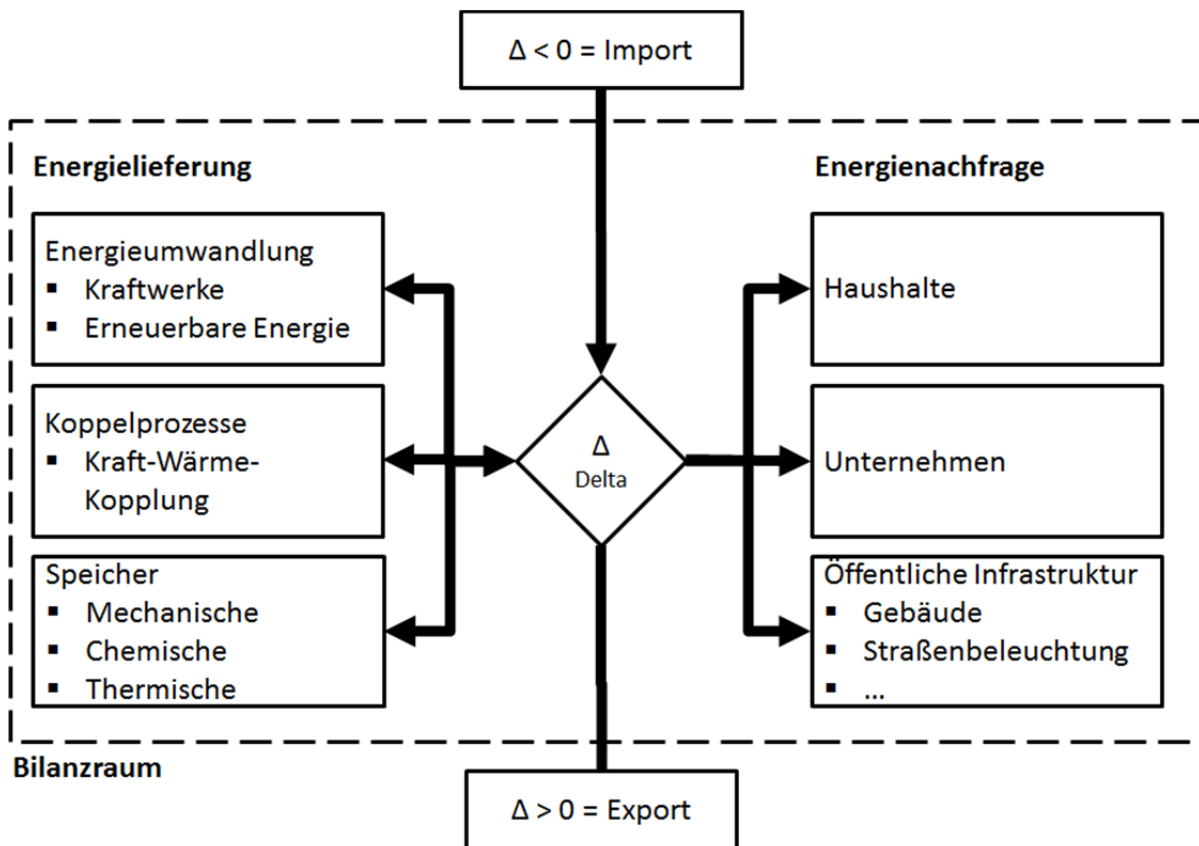 Δ < 0 = Import
Energielieferung
Energieumwandlung
▪ Kraftwerke
▪ Erneuerbare Energie
Koppelprozesse
▪ Kraft-Wärme-
Kopplung
Speicher
▪ Mechanische
▪ Chemische
▪ Thermische
Δ
Delta
Energienachfrage
Haushalte
Unternehmen
Öffentliche Infrastruktur
▪ Gebäude
▪ Straßenbeleuchtung
▪ ...
Bilanzraum
Δ > 0 = Export